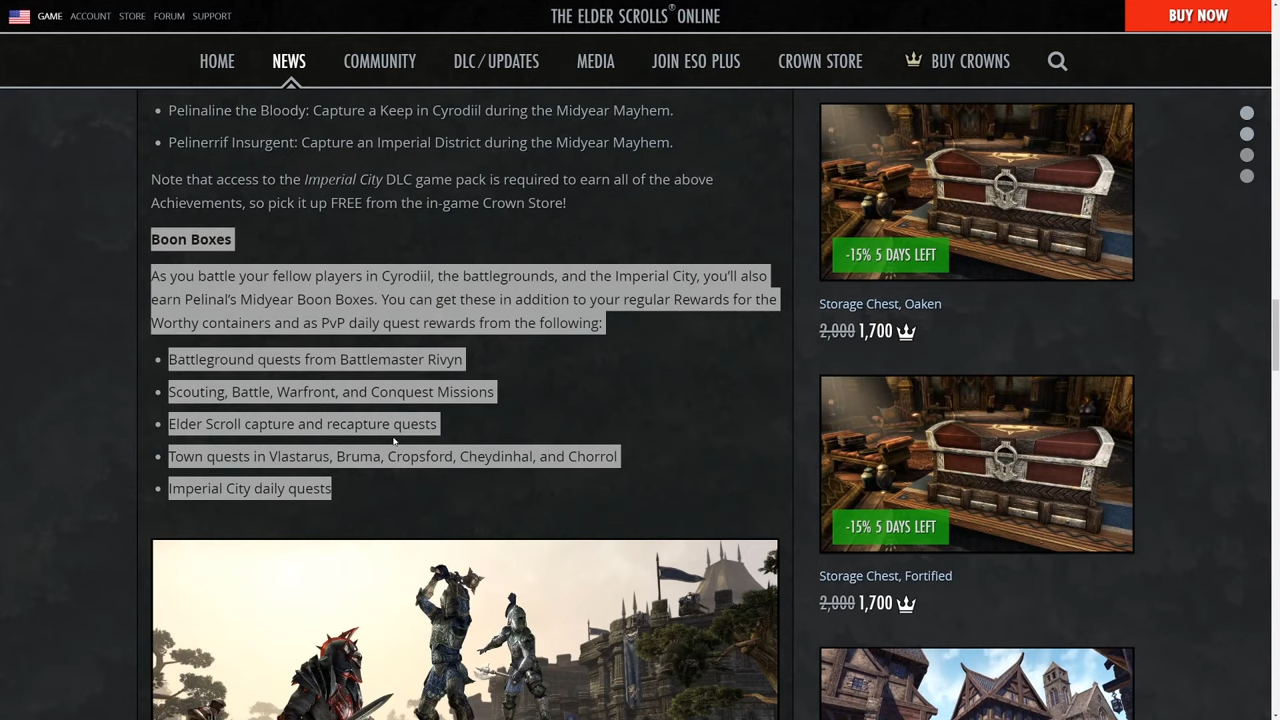 GAME ACCOUNT STORE FORUM SUPPORT
THE ELDER SCROLLS® ONLINE
BUY NOW
HOME NEWS COMMUNITY DLC/UPDATES MEDIA JOIN ESO PLUS CROWN STORE BUY CROWNS
• Pelinaline the Bloody: Capture a Keep in Cyrodiil during the Midyear Mayhem.
• Pelinerrif Insurgent: Capture an Imperial District during the Midyear Mayhem.
Note that access to the Imperial City DLC game pack is required to earn all of the above
Achievements, so pick it up FREE from the in-game Crown Store!
Boon Boxes
As you battle your fellow players in Cyrodiil, the battlegrounds, and the Imperial City, you'll also
earn Pelinal's Midyear Boon Boxes. You can get these in addition to your regular Rewards for the
Worthy containers and as PvP daily quest rewards from the following:
• Battleground quests from Battlemaster Rivyn
• Scouting, Battle, Warfront, and Conquest Missions
• Elder Scroll capture and recapture quests
• Town quests in Vlastarus, Bruma, Cropsford, Cheydinhal, and Chorrol
• Imperial City daily quests
-15% 5 DAYS LEFT
Storage Chest, Oaken
2,000 1,700
-15% 5 DAYS LEFT
Storage Chest, Fortified
2,000 1,700